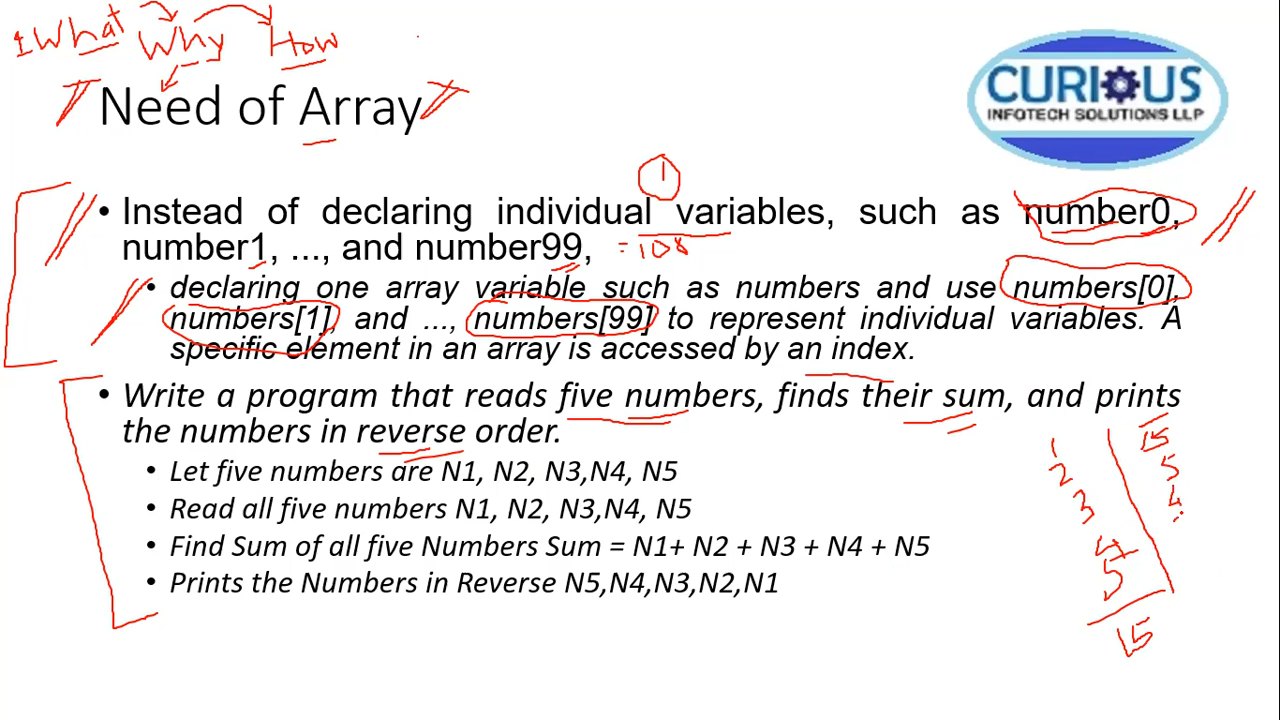 1 What Why How
Need of Array
CURIOUS
INFOTECH SOLUTIONS LLP
1
• Instead of declaring individual variables, such as number0,
number1, ..., and number99,
• declaring one array variable such as numbers and use numbers[0],
numbers[1], and ..., numbers[99] to represent individual variables. A
specific element in an array is accessed by an index.
• Write a program that reads five numbers, finds their sum, and prints
the numbers in reverse order.
• Let five numbers are N1, N2, N3,N4, N5
• Read all five numbers N1, N2, N3,N4, N5
• Find Sum of all five Numbers Sum = N1+ N2 + N3 + N4 + N5
• Prints the Numbers in Reverse N5,N4,N3,N2,N1
1
2
3
4
5
15
15
5
4